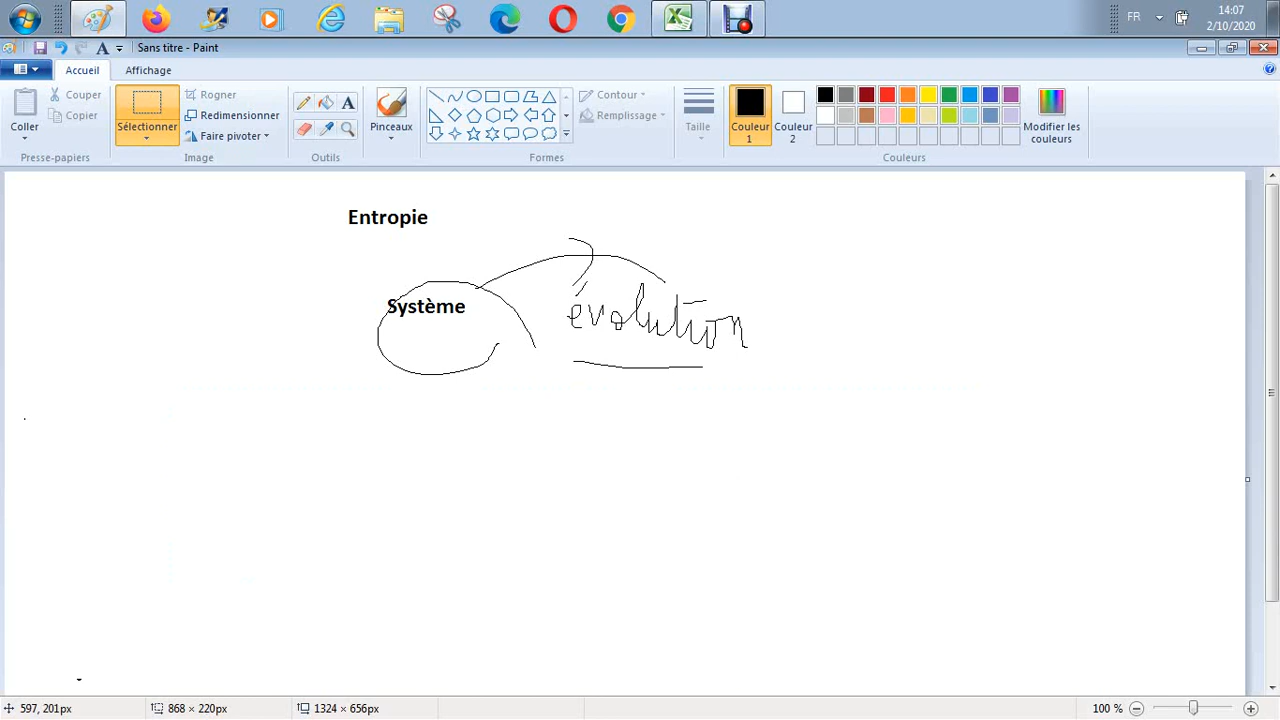 FR
14:07
2/10/2020
Sans titre - Paint
Accueil Affichage
Coller
Couper
Copier
Presse-papiers
Sélectionner
Rogner
Redimensionner
Faire pivoter
Image
A
Outils
Pinceaux
Contour
Remplissage
Formes
Taille
Couleur 1
Couleur 2
Modifier les couleurs
Couleurs
Entropie
Système évolution
597, 201px 868 × 220px 1324 × 656px 100 %